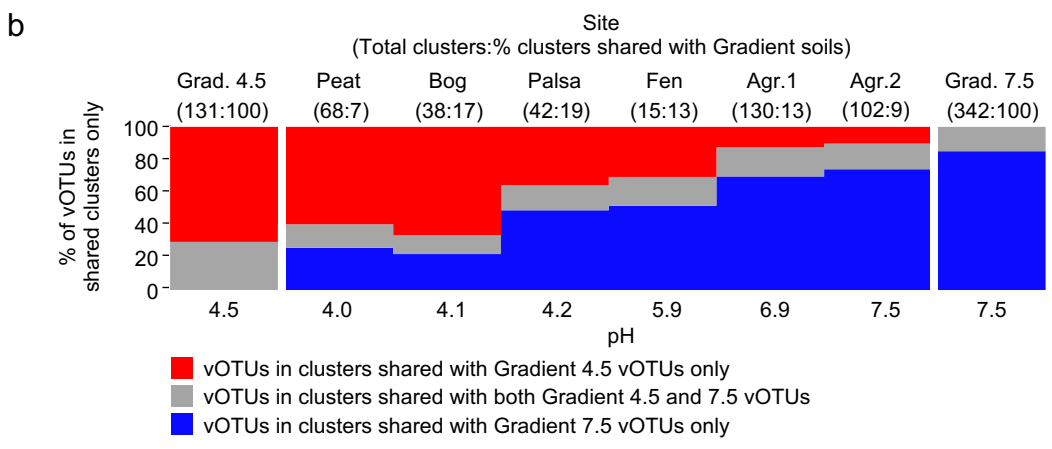 b
Site
(Total clusters:% clusters shared with Gradient soils)
Grad. 4.5 Peat Bog Palsa Fen Agr.1 Agr.2 Grad. 7.5
(131:100) (68:7) (38:17) (42:19) (15:13) (130:13) (102:9) (342:100)
% of vOTUs in
shared clusters only
100
80
60
40
20
0
4.5 4.0 4.1 4.2 5.9 6.9 7.5 7.5
pH
vOTUs in clusters shared with Gradient 4.5 vOTUs only
vOTUs in clusters shared with both Gradient 4.5 and 7.5 vOTUs
vOTUs in clusters shared with Gradient 7.5 vOTUs only